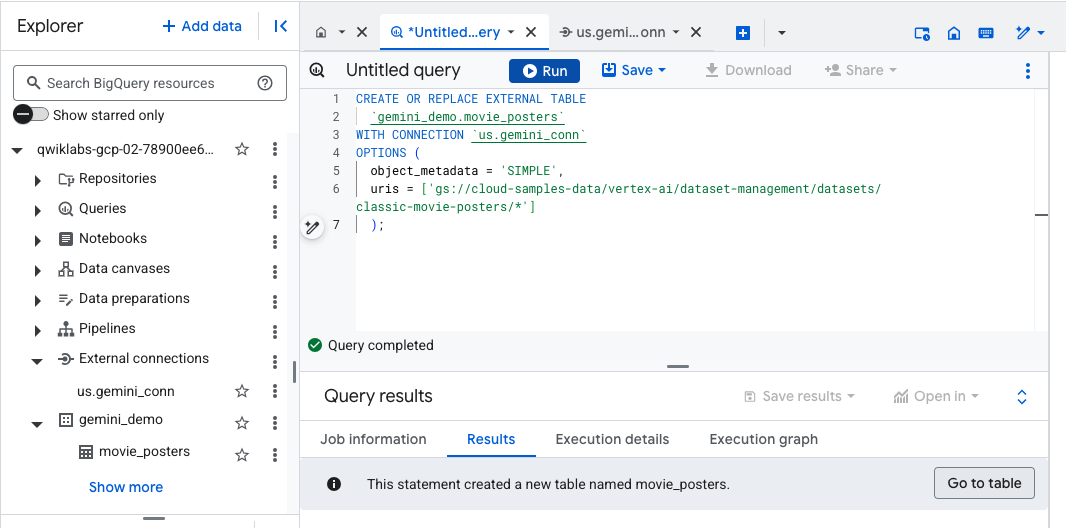 Explorer
+ Add data
Search BigQuery resources
Show starred only
qwiklabs-gcp-02-78900ee6...
Repositories
Queries
Notebooks
Data canvases
Data preparations
Pipelines
External connections
us.gemini_conn
gemini_demo
movie_posters
Show more
*Untitled...ery
us.gemi...onn
Untitled query
Run
Save
Download
Share
1 CREATE OR REPLACE EXTERNAL TABLE
2 `gemini_demo.movie_posters`
3 WITH CONNECTION `us.gemini_conn`
4 OPTIONS (
5 object_metadata = 'SIMPLE',
6 uris = ['gs://cloud-samples-data/vertex-ai/dataset-management/datasets/
classic-movie-posters/*']
7 );
Query completed
Query results
Save results
Open in
Job information
Results
Execution details
Execution graph
This statement created a new table named movie_posters.
Go to table